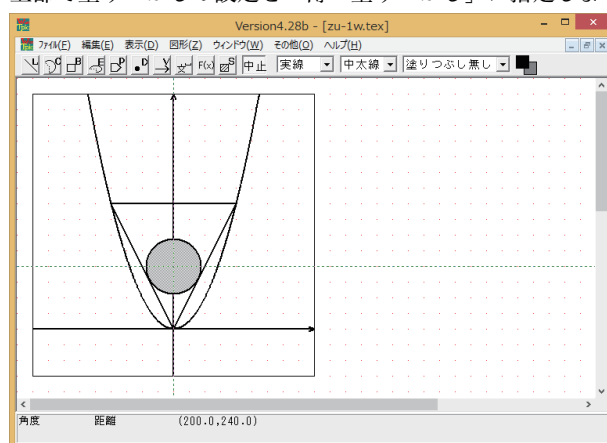 Version4.28b - [zu-1w.tex]
ファイル(F) 編集(E) 表示(D) 図形(Z) ウィンドウ(W) その他(O) ヘルプ(H)
L C B E P D V F(x) S 中止 実線 中太線 塗りつぶし無し
角度 距離 (200.0,240.0)